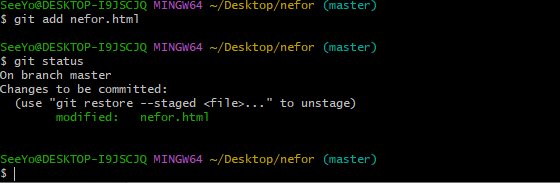 SeeYo@DESKTOP-I9JSCJQ MINGW64 ~/Desktop/nefor (master)
$ git add nefor.html
SeeYo@DESKTOP-I9JSCJQ MINGW64 ~/Desktop/nefor (master)
$ git status
On branch master
Changes to be committed:
  (use "git restore --staged <file>..." to unstage)
        modified:   nefor.html
SeeYo@DESKTOP-I9JSCJQ MINGW64 ~/Desktop/nefor (master)
$